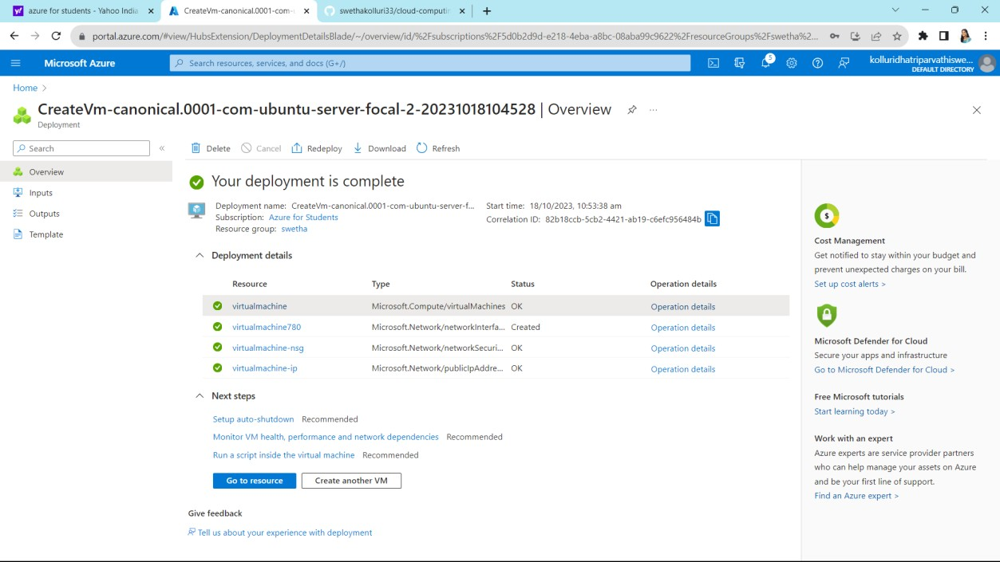 azure for students - Yahoo India
CreateVm-canonical.0001-com-
swethakolluri33/cloud-computin
portal.azure.com/#view/HubsExtension/DeploymentDetailsBlade/~/overview/id/%2Fsubscriptions%2F5d0b2d9d-e218-4eba-a8bc-08aba99c9622%2FresourceGroups%2Fswetha%2...
Microsoft Azure
Search resources, services, and docs (G+/)
5
kolluridhatriparvathiswe...
DEFAULT DIRECTORY
Home >
CreateVm-canonical.0001-com-ubuntu-server-focal-2-20231018104528 | Overview
Deployment
Search
Overview
Inputs
Outputs
Template
Delete Cancel Redeploy Download Refresh
Your deployment is complete
Deployment name: CreateVm-canonical.0001-com-ubuntu-server-f...
Subscription: Azure for Students
Resource group: swetha
Start time: 18/10/2023, 10:53:38 am
Correlation ID: 82b18ccb-5cb2-4421-ab19-c6efc956484b
Deployment details
Resource Type Status Operation details
virtualmachine Microsoft.Compute/virtualMachines OK Operation details
virtualmachine780 Microsoft.Network/networkInterfa... Created Operation details
virtualmachine-nsg Microsoft.Network/networkSecuri... OK Operation details
virtualmachine-ip Microsoft.Network/publicIpAddre... OK Operation details
Next steps
Setup auto-shutdown Recommended
Monitor VM health, performance and network dependencies Recommended
Run a script inside the virtual machine Recommended
Go to resource Create another VM
Give feedback
Tell us about your experience with deployment
Cost Management
Get notified to stay within your budget and
prevent unexpected charges on your bill.
Set up cost alerts >
Microsoft Defender for Cloud
Secure your apps and infrastructure
Go to Microsoft Defender for Cloud >
Free Microsoft tutorials
Start learning today >
Work with an expert
Azure experts are service provider partners
who can help manage your assets on Azure
and be your first line of support.
Find an Azure expert >